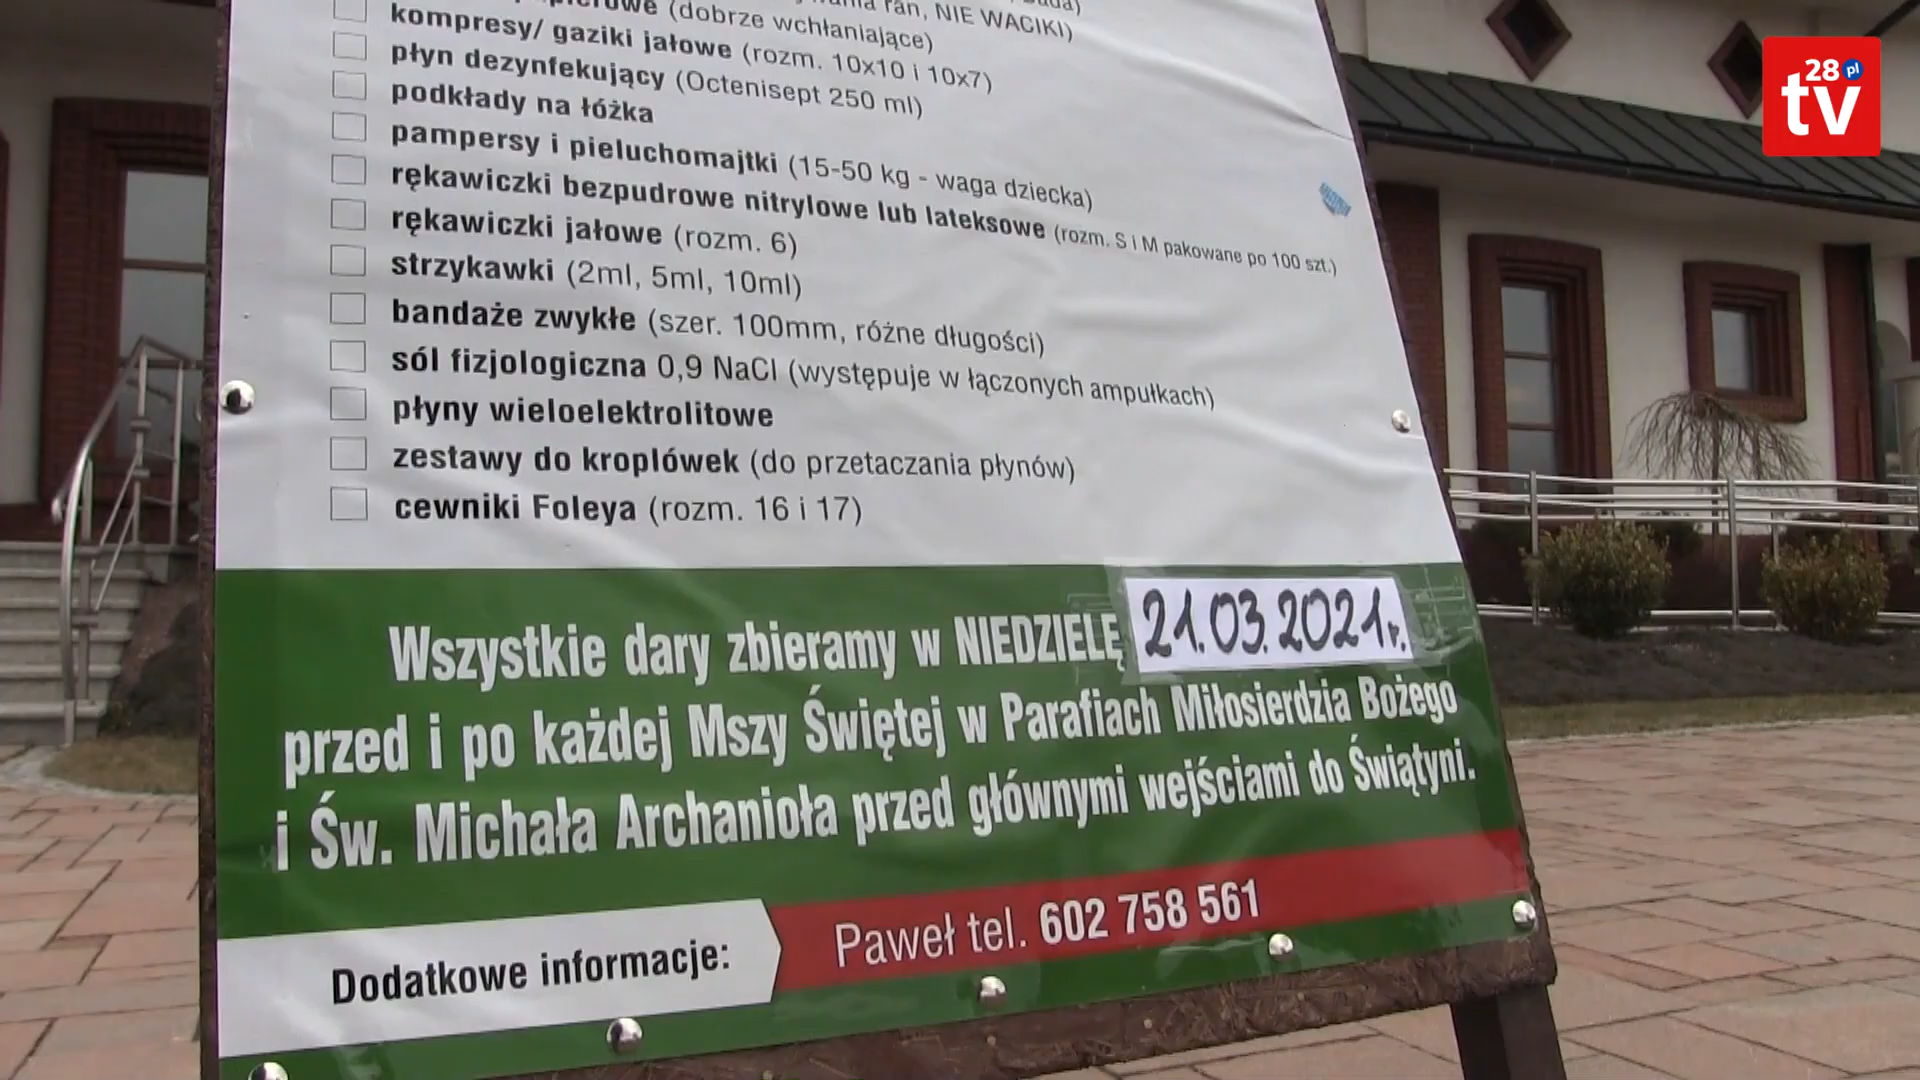 ran, NIE WACIKI)
(dobrze wchłaniające)
kompresy/ gaziki jałowe (rozm. 10x10 i 10x7)
płyn dezynfekujący (Octenisept 250 ml)
podkłady na łóżka
pampersy i pieluchomajtki (15-50 kg - waga dziecka)
rękawiczki bezpudrowe nitrylowe lub lateksowe (rozm. S i M pakowane po 100 szt.)
rękawiczki jałowe (rozm. 6)
strzykawki (2ml, 5ml, 10ml)
bandaże zwykłe (szer. 100mm, różne długości)
sól fizjologiczna 0,9 NaCl (występuje w łączonych ampułkach)
płyny wieloelektrolitowe
zestawy do kroplówek (do przetaczania płynów)
cewniki Foleya (rozm. 16 i 17)
Wszystkie dary zbieramy w NIEDZIELĘ 21.03.2021r.
przed i po każdej Mszy Świętej w Parafiach Miłosierdzia Bożego
i Św. Michała Archanioła przed głównymi wejściami do Świątyni.
Dodatkowe informacje: Paweł tel. 602 758 561
28 pl
tv